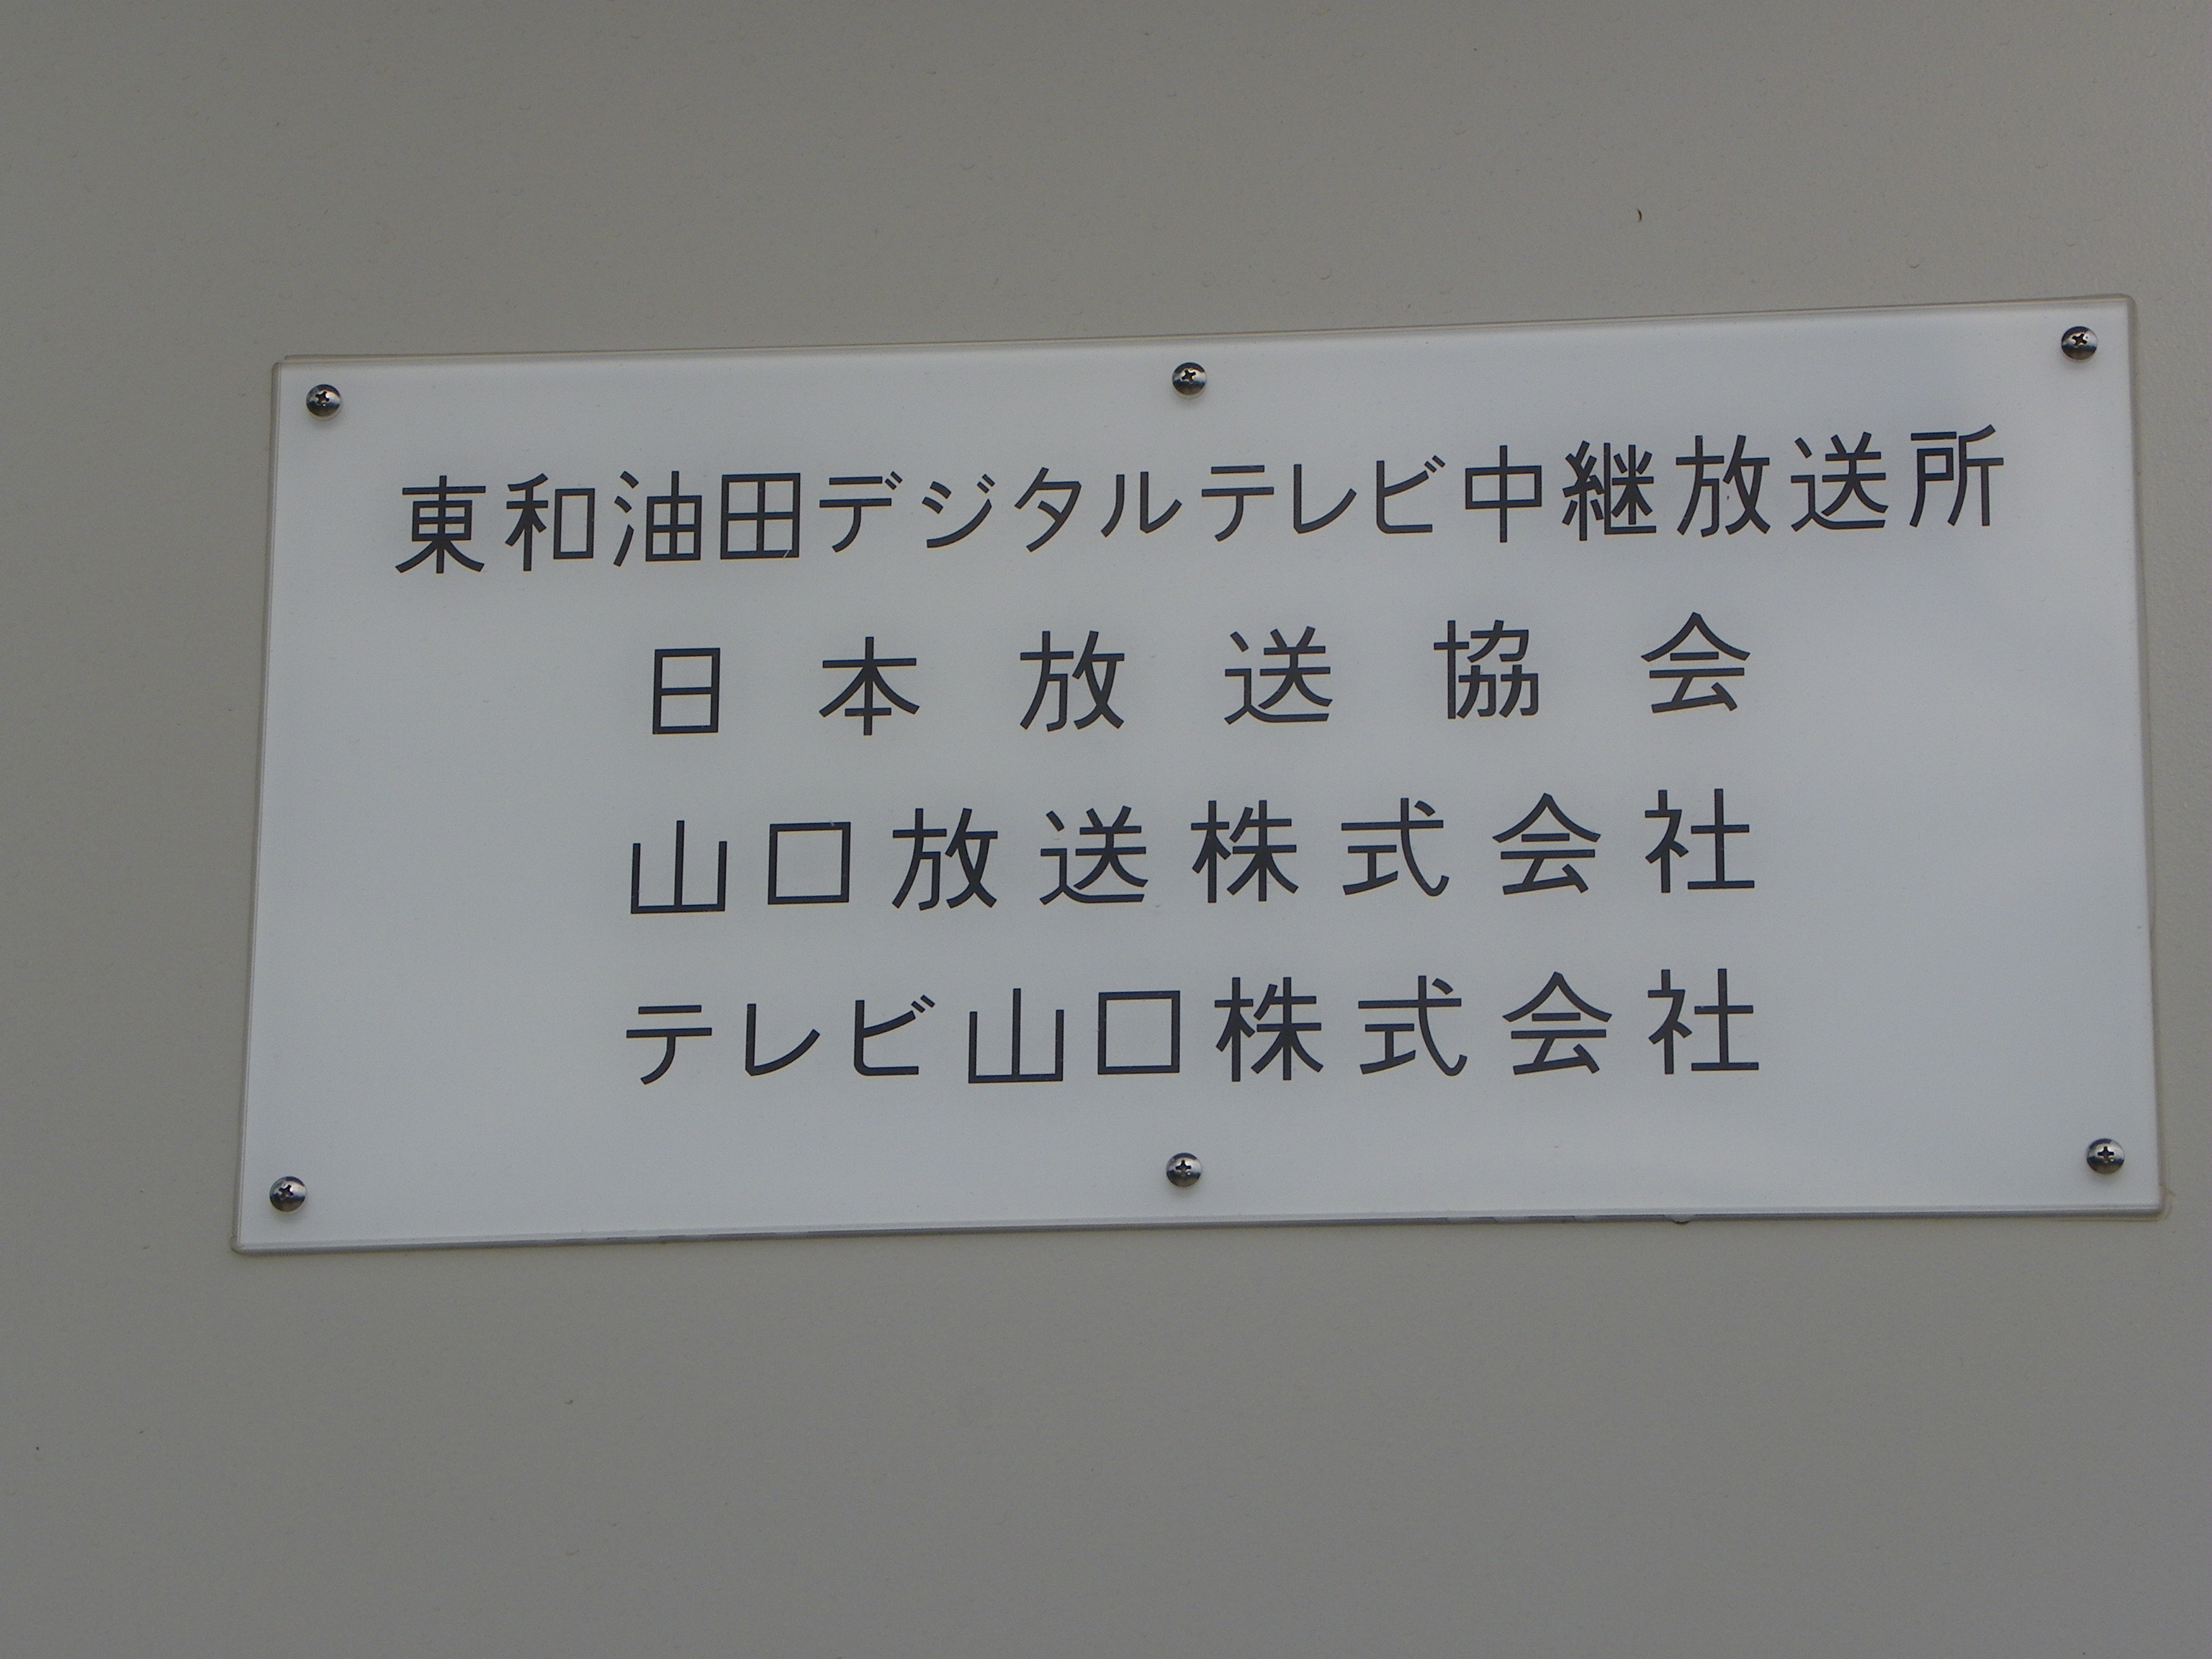 東和油田デジタルテレビ中継放送所
日本放送協会
山口放送株式会社
テレビ山口株式会社